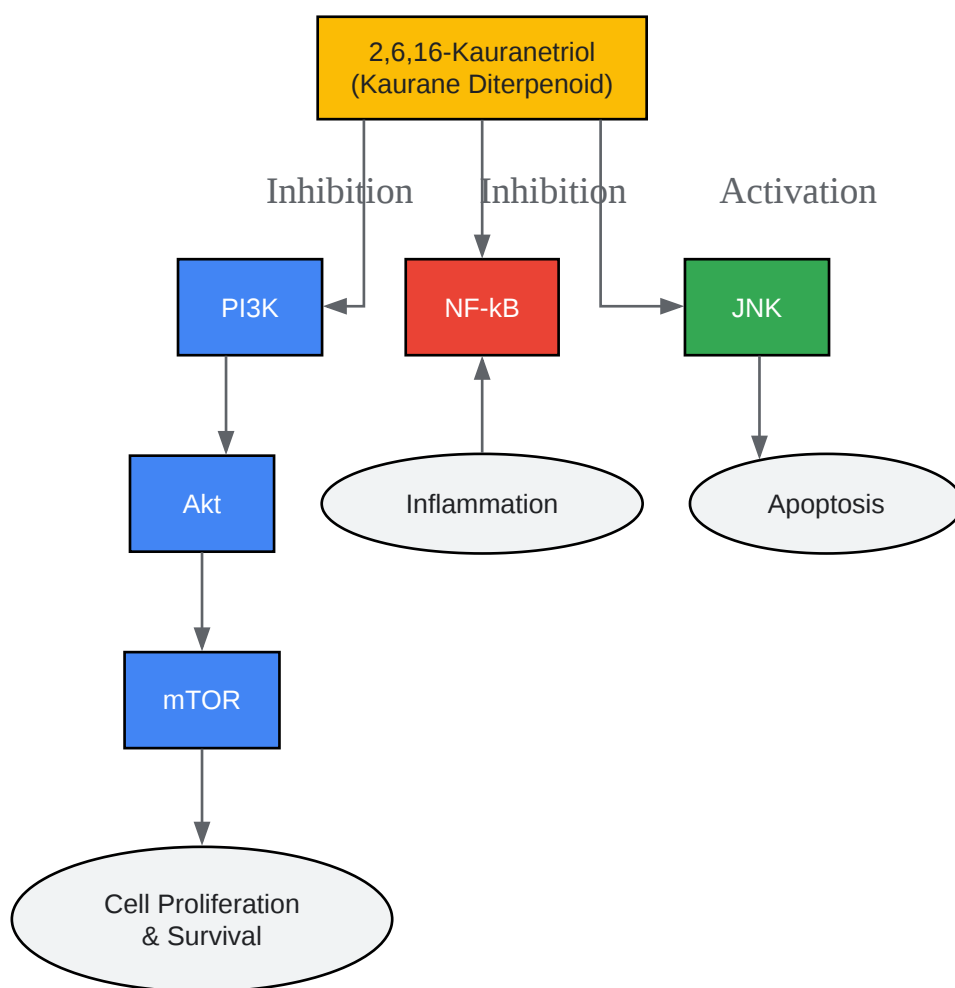 2,6,16-Kauranetriol
(Kaurane Diterpenoid)
Inhibition
Inhibition
Activation
PI3K
NF-kB
JNK
Akt
Inflammation
Apoptosis
mTOR
Cell Proliferation
& Survival